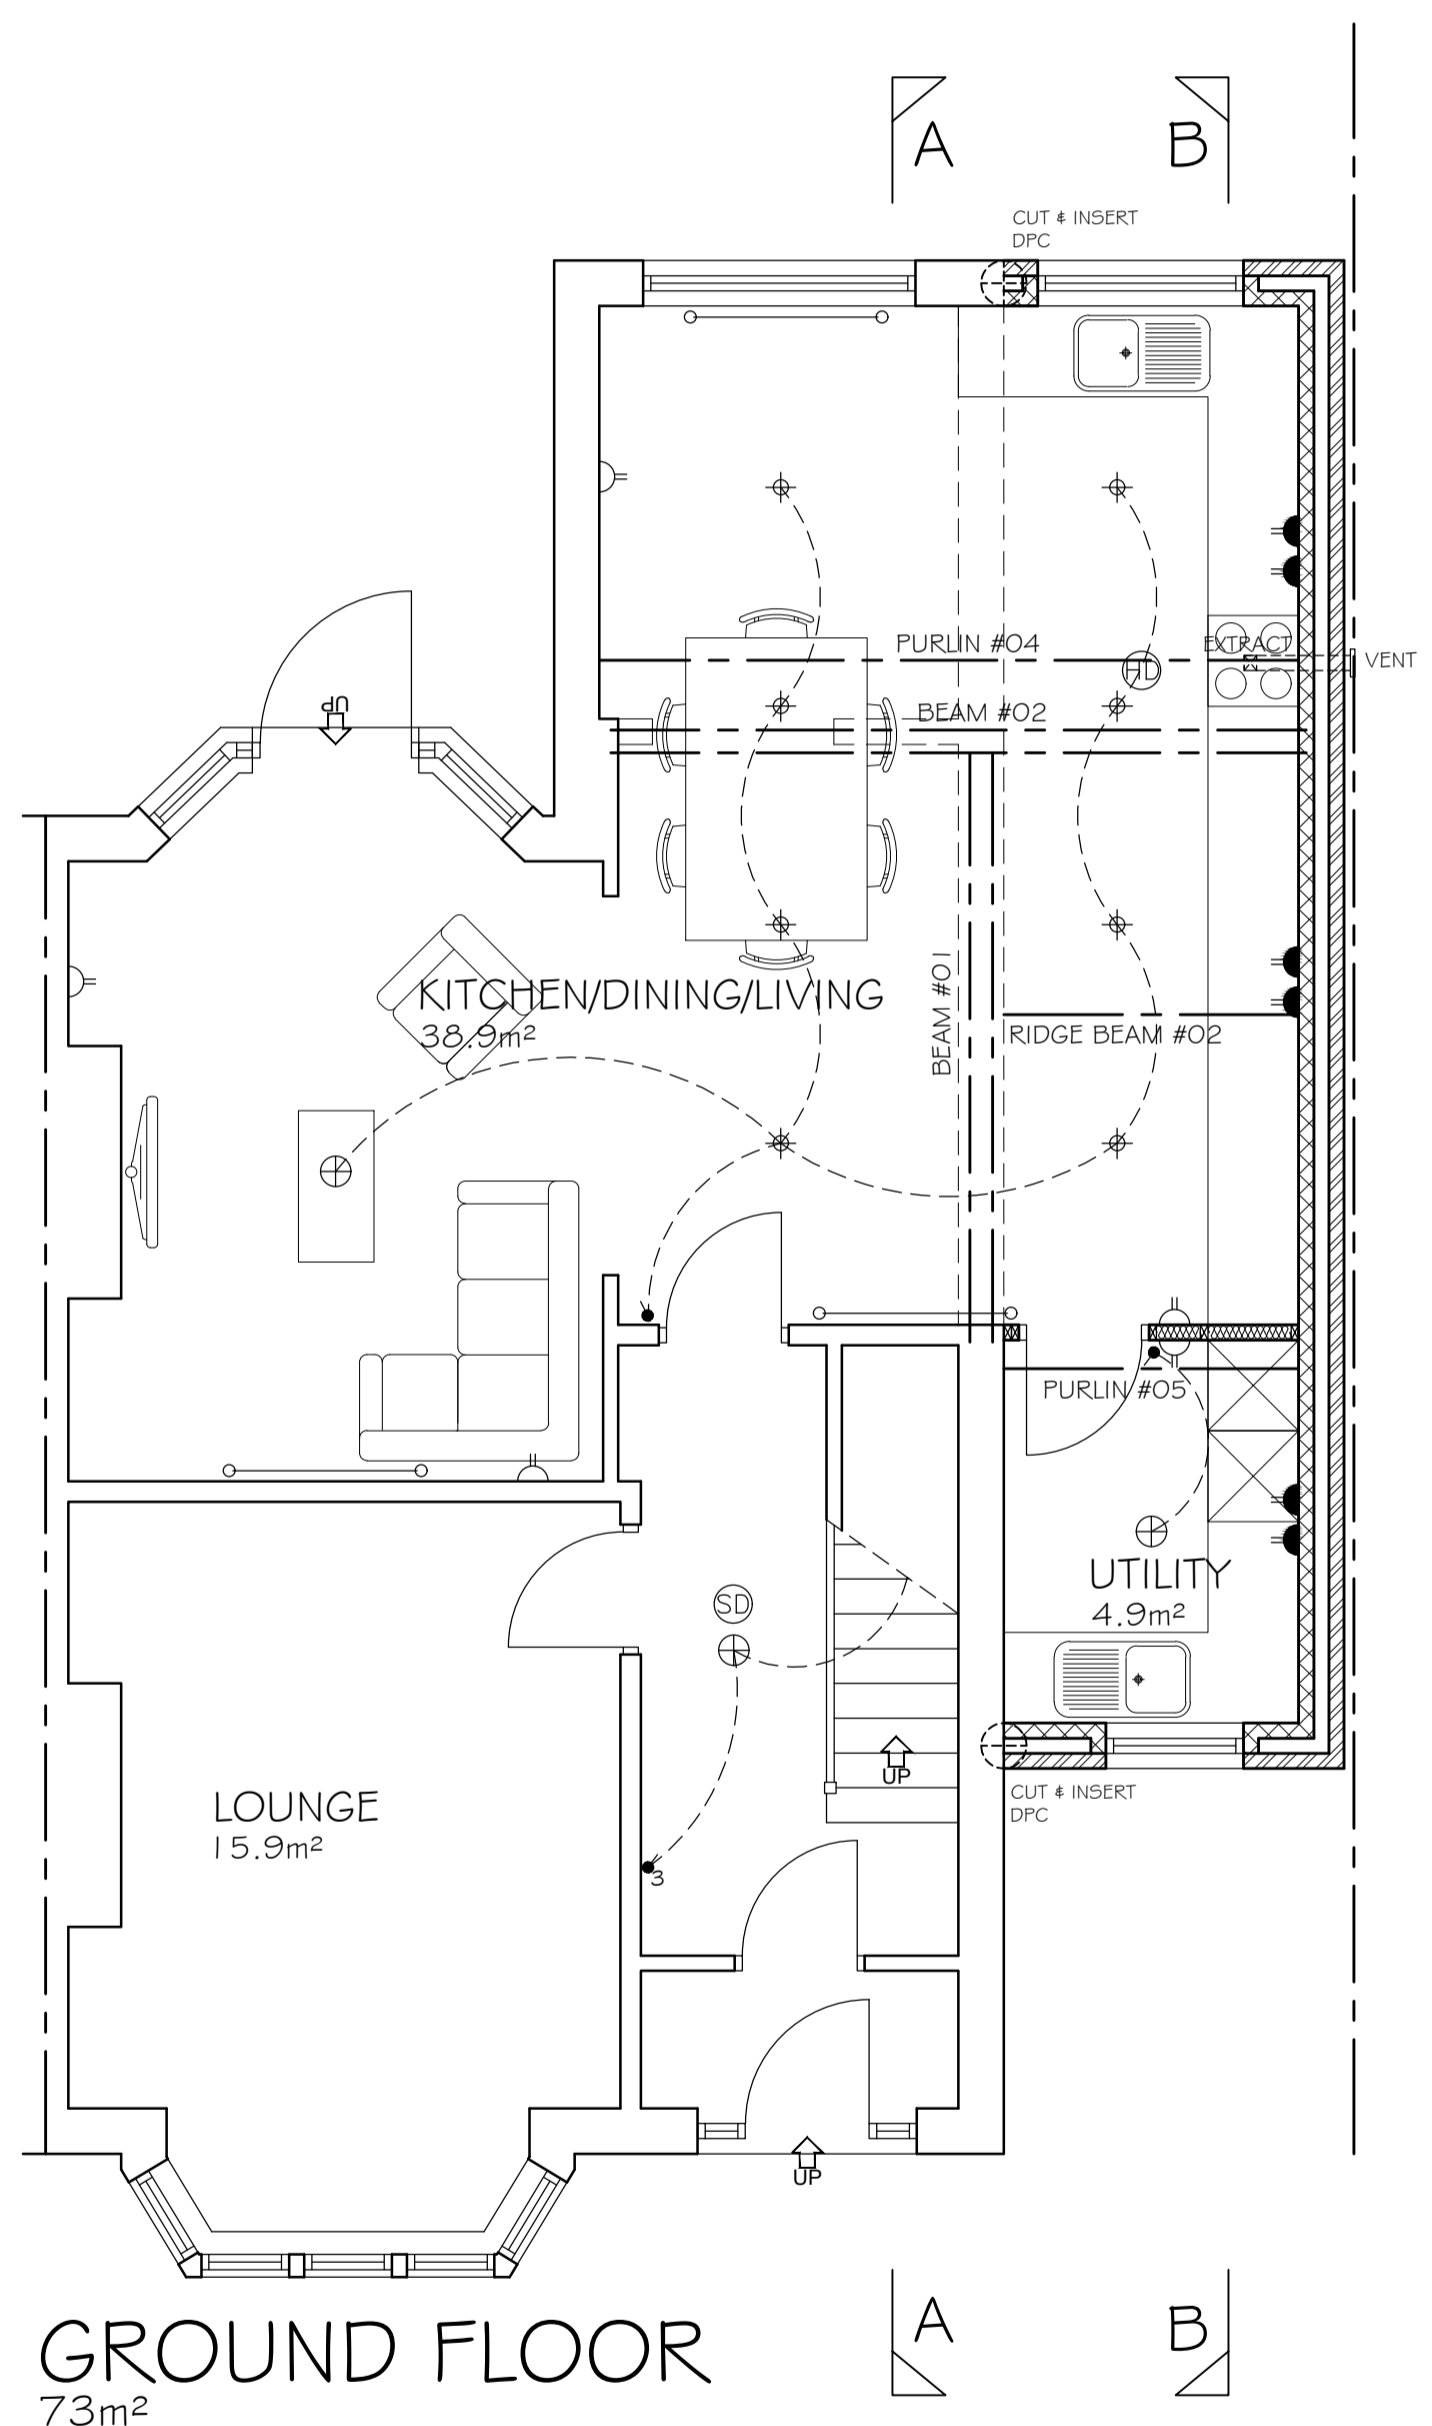 A
B
CUT & INSERT
DPC
PURLIN #04
EXTRACT
VENT
HD
UP
BEAM #02
KITCHEN/DINING/LIVING
38.9m²
BEAM #01
RIDGE BEAM #02
PURLIN #05
UTILITY
4.9m²
SD
UP
LOUNGE
15.9m²
CUT & INSERT
DPC
3
UP
A
B
GROUND FLOOR
73m²